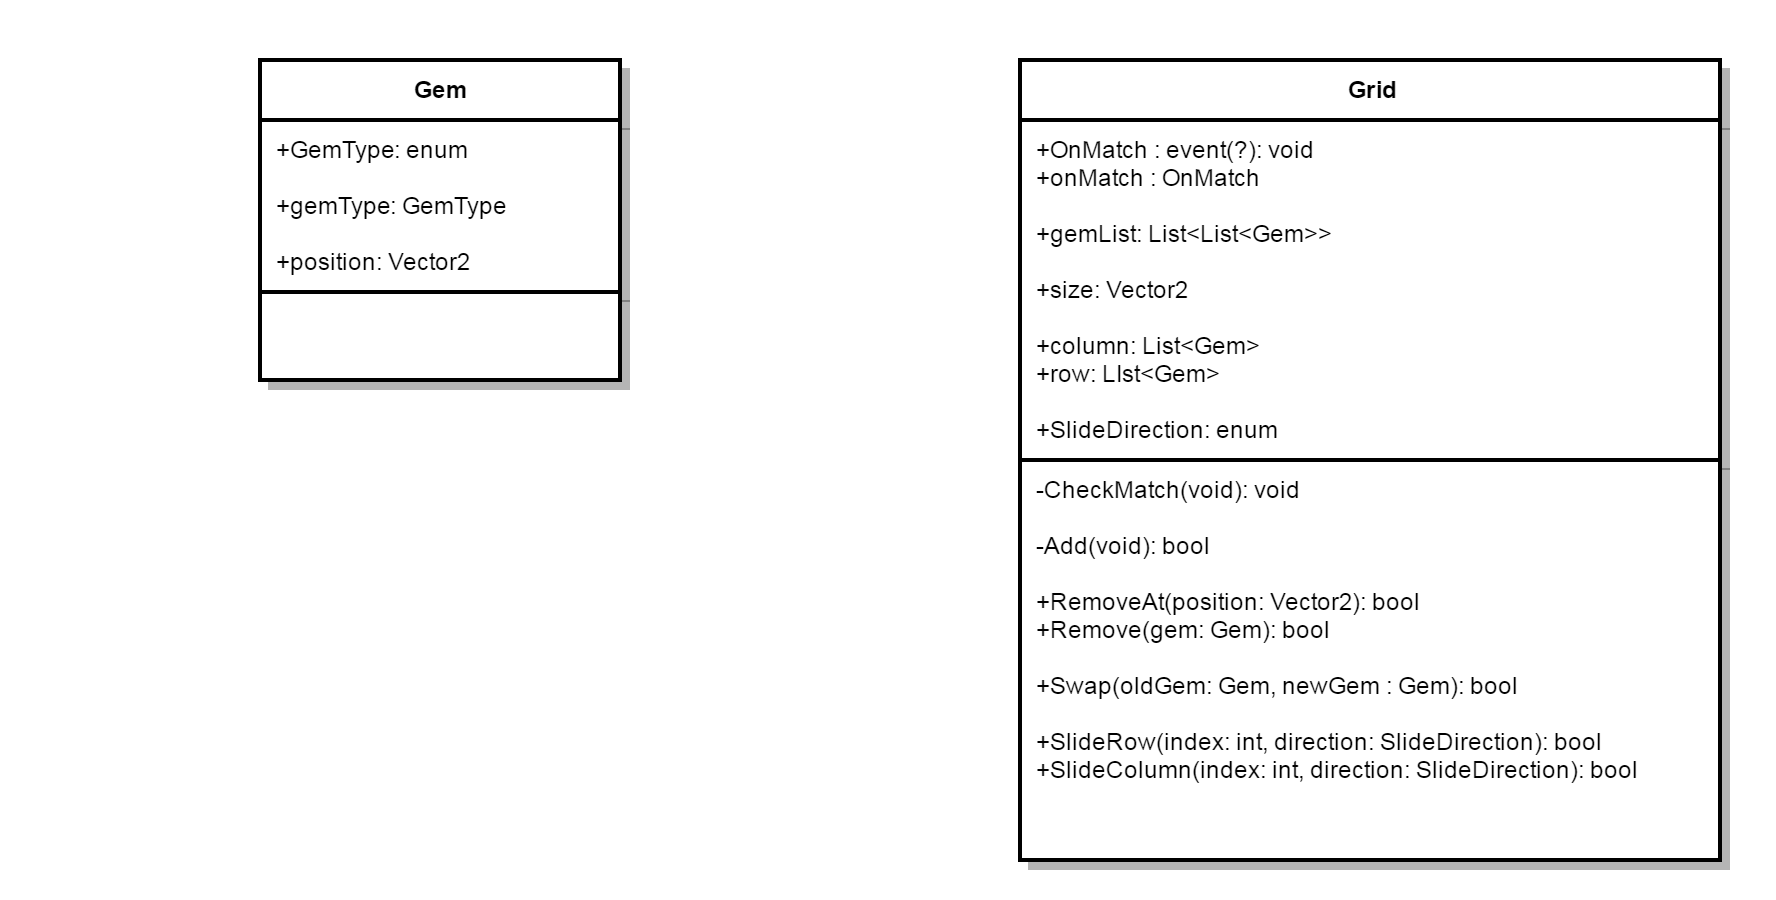 Gem
+GemType: enum
+gemType: GemType
+position: Vector2
Grid
+OnMatch : event(?): void
+onMatch : OnMatch
+gemList: List<List<Gem>>
+size: Vector2
+column: List<Gem>
+row: LIst<Gem>
+SlideDirection: enum
-CheckMatch(void): void
-Add(void): bool
+RemoveAt(position: Vector2): bool
+Remove(gem: Gem): bool
+Swap(oldGem: Gem, newGem : Gem): bool
+SlideRow(index: int, direction: SlideDirection): bool
+SlideColumn(index: int, direction: SlideDirection): bool